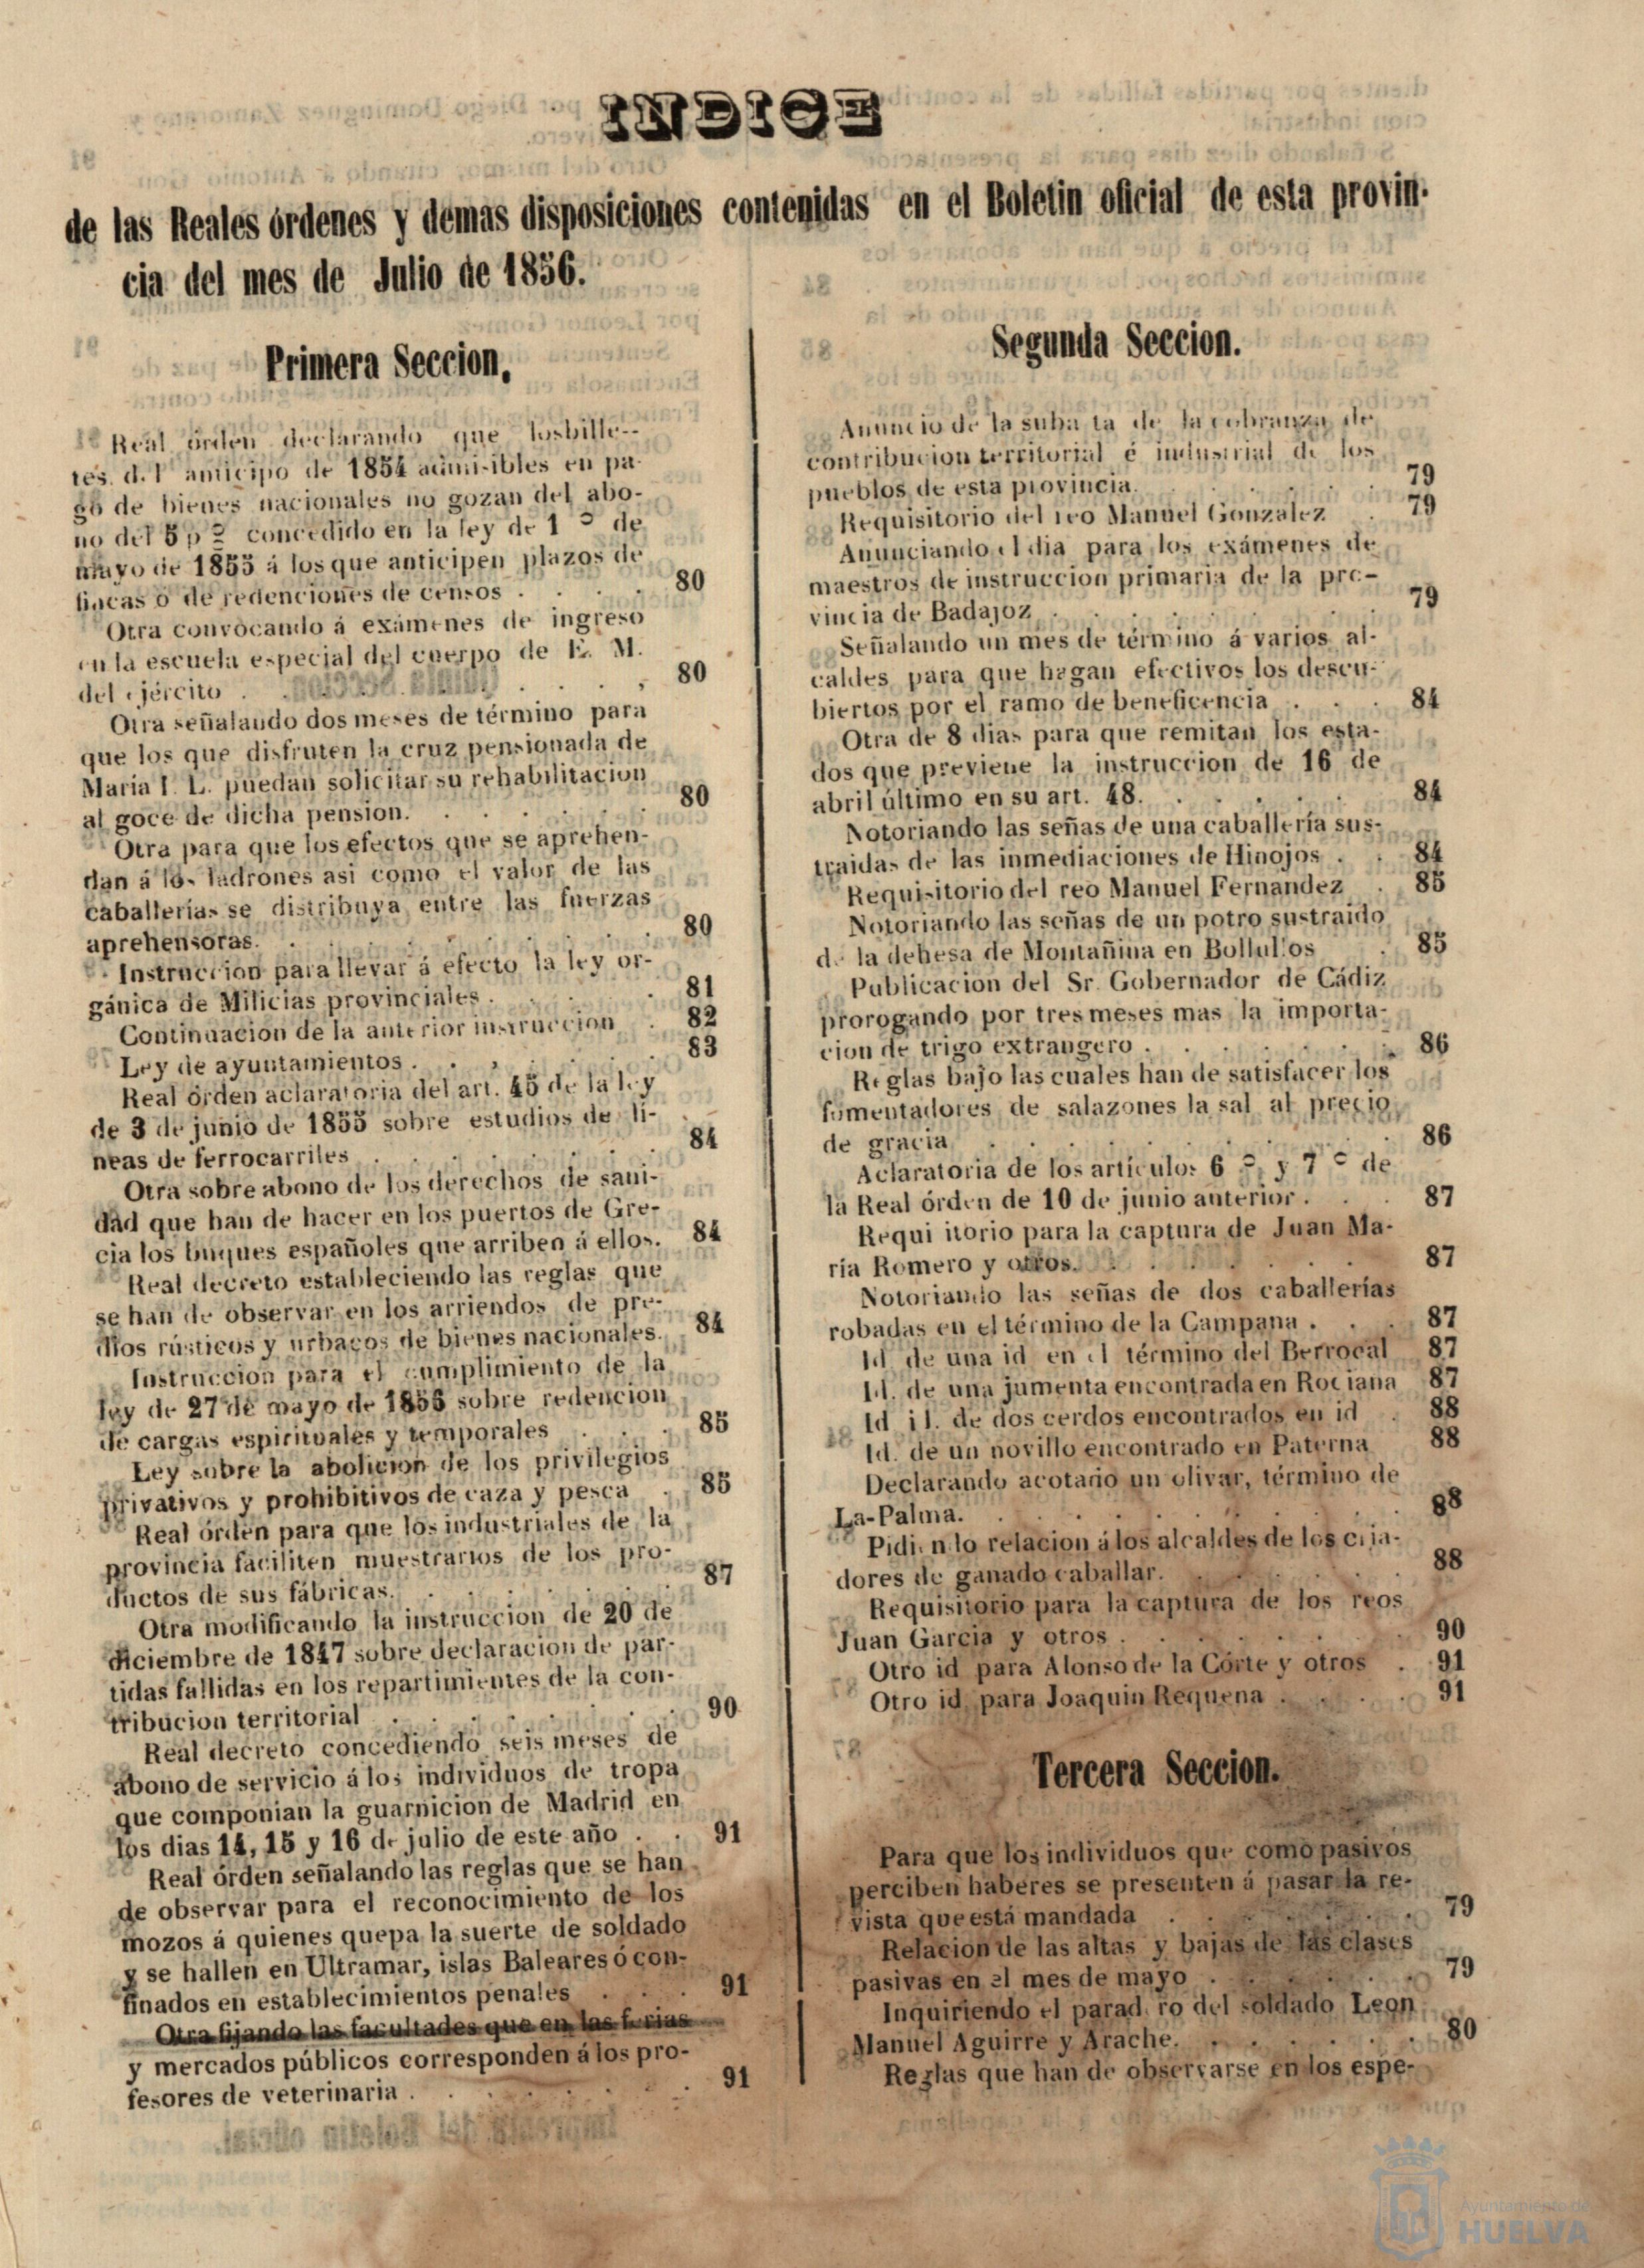 INDICE
de las Reales órdenes y demas disposiciones contenidas en el Boletin oficial de esta provin-
cia del mes de Julio de 1856.
Primera Seccion.
Real órden declarando que losbille--
tes. d. l anticipo de 1854 admisibles en pa-
go de bienes nacionales no gozan del abo-
no del 5 p º/º concedido en la ley de 1 º de
mayo de 1855 á los que anticipen plazos de
fincas ó de redenciones de censos . . . . 80
Otra convocando á exámenes de ingreso
en la escuela especial del cuerpo de E. M.
del ejército . . . . . . . . 80
Otra señalando dos meses de término para
que los que disfruten la cruz pensionada de
María I. L. puedan solicitar su rehabilitacion
al goce de dicha pension. . . . . . . 80
Otra para que los efectos que se aprehen-
dan á los ladrones asi como el valor de las
caballerías se distribuya entre las fuerzas
aprehensoras. . . . . . . . . 80
Instruccion para llevar á efecto la ley or-
gánica de Milicias provinciales . . . . . 81
Continuacion de la anterior instruccion . 82
Ley de ayuntamientos . . , . . . . 83
Real órden aclaratoria del art. 45 de la ley
de 3 de junio de 1855 sobre estudios de li-
neas de ferrocarriles . . . . . . . . 84
Otra sobre abono de los derechos de sani-
dad que han de hacer en los puertos de Gre-
cia los buques españoles que arriben á ellos. 84
Real decreto estableciendo las reglas que
se han de observar en los arriendos de pre-
dios rústicos y urbanos de bienes nacionales. 84
Instruccion para el cumplimiento de la
ley de 27 de mayo de 1856 sobre redencion
de cargas espirituales y temporales . . . 85
Ley sobre la abolicion de los privilegios
privativos y prohibitivos de caza y pesca . 85
Real órden para que los industriales de la
provincia faciliten muestrarios de los pro-
ductos de sus fábricas. . . . . . . . 87
Otra modificando la instruccion de 20 de
diciembre de 1847 sobre declaracion de par-
tidas fallidas en los repartimientes de la con-
tribucion territorial . . . . . . . . 90
Real decreto concediendo seis meses de
abono de servicio á los individuos de tropa
que componian la guarnicion de Madrid en
los dias 14, 15 y 16 de julio de este año . . 91
Real órden señalando las reglas que se han
de observar para el reconocimiento de los
mozos á quienes quepa la suerte de soldado
y se hallen en Ultramar, islas Baleares ó con-
finados en establecimientos penales . . . 91
Otra fijando las facultades que en las ferias
y mercados públicos corresponden á los pro-
fesores de veterinaria . . . . . . . 91
Segunda Seccion.
Anuncio de la suba ta de la cobranza de
contribucion territorial é industrial de los
pueblos de esta provincia. . . . . . . 79
Requisitorio del reo Manuel Gonzalez . 79
Anunciando el dia para los exámenes de
maestros de instruccion primaria de la pro-
vincia de Badajoz . . . . . . . . 79
Señalando un mes de término á varios al-
caldes para que hagan efectivos los descu-
biertos por el ramo de beneficencia . . . 84
Otra de 8 dias para que remitan los esta-
dos que previene la instruccion de 16 de
abril último en su art. 48. . . . . . 84
Notoriando las señas de una caballería sus-
traidas de las inmediaciones de Hinojos . . 84
Requisitorio del reo Manuel Fernandez . 85
Notoriando las señas de un potro sustraido
de la dehesa de Montañina en Bollullos . 85
Publicacion del Sr. Gobernador de Cádiz
prorogando por tres meses mas la importa-
cion de trigo extrangero . . . . . . . 86
Reglas bajo las cuales han de satisfacer los
fomentadores de salazones la sal al precio
de gracia . . . . . . . . . . 86
Aclaratoria de los artículos 6 º y 7 º de
la Real órden de 10 de junio anterior . . . 87
Requi itorio para la captura de Juan Ma-
ría Romero y otros. . . . . . . . 87
Notoriando las señas de dos caballerías
robadas en el término de la Campana . . . 87
Id de una id en el término del Berrocal 87
Id. de una jumenta encontrada en Rociana 87
Id id. de dos cerdos encontrados en id . 88
Id. de un novillo encontrado en Paterna 88
Declarando acotado un olivar, término de
La-Palma. . . . . . . . . . 88
Pidiendo relacion á los alcaldes de los cria-
dores de ganado caballar. . . . . . . 88
Requisitorio para la captura de los reos
Juan Garcia y otros . . . . . . . . 90
Otro id para Alonso de la Córte y otros . 91
Otro id. para Joaquin Requena . . . . 91
Tercera Seccion.
Para que los individuos que como pasivos
perciben haberes se presenten á pasar la re-
vista que está mandada . . . . . . . 79
Relacion de las altas y bajas de las clases
pasivas en el mes de mayo . . . . . . 79
Inquiriendo el parad ro del soldado Leon
Manuel Aguirre y Arache. . . . . . . 80
Reglas que han de observarse en los espe-
Ayuntamiento de
HUELVA